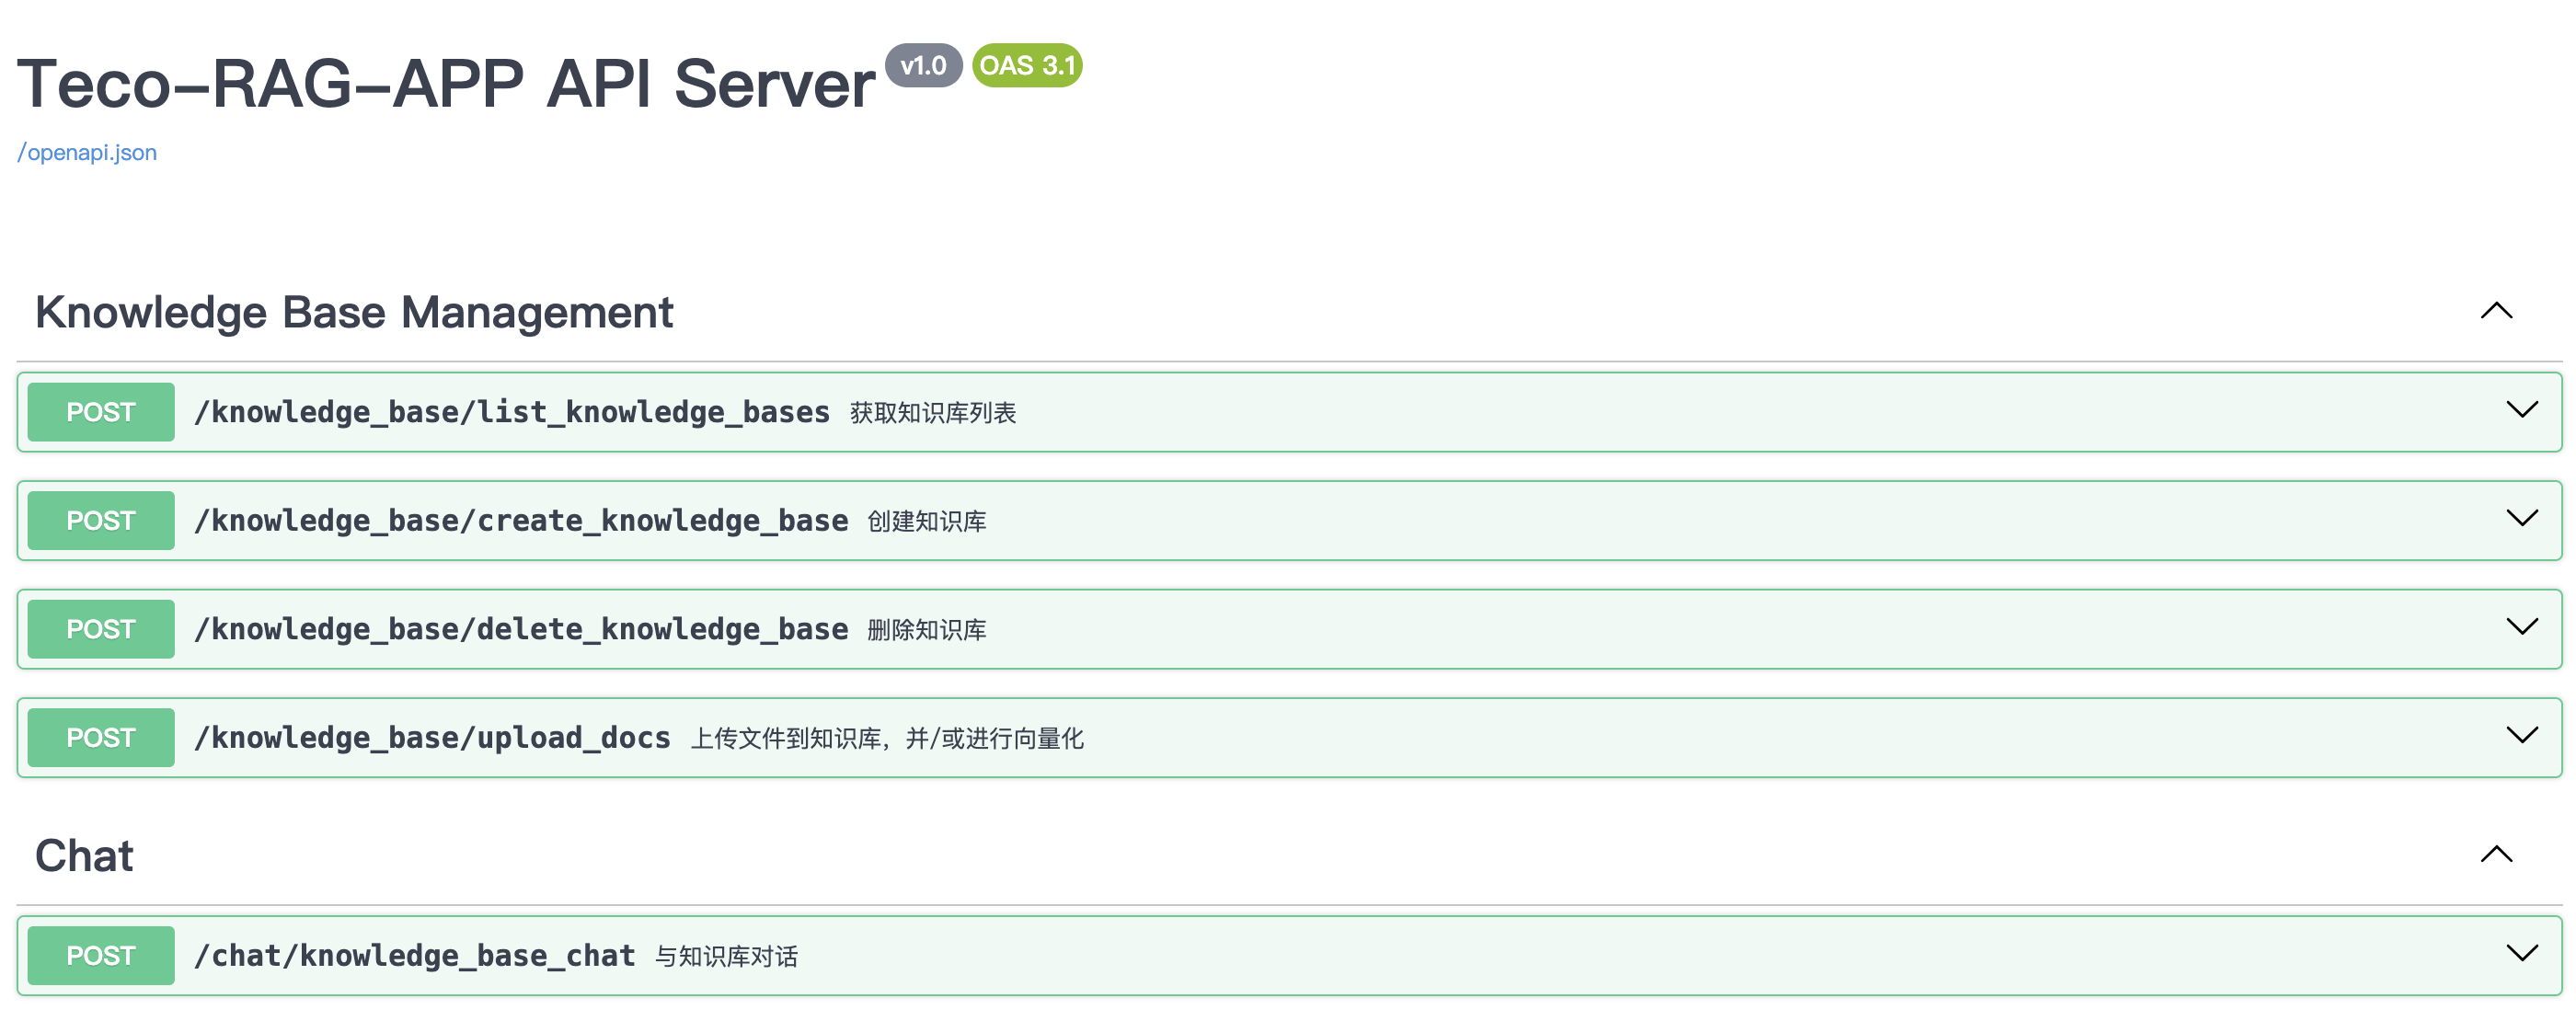 Teco-RAG-APP API Server v1.0 OAS 3.1
/openapi.json
Knowledge Base Management
POST /knowledge_base/list_knowledge_bases 获取知识库列表
POST /knowledge_base/create_knowledge_base 创建知识库
POST /knowledge_base/delete_knowledge_base 删除知识库
POST /knowledge_base/upload_docs 上传文件到知识库，并/或进行向量化
Chat
POST /chat/knowledge_base_chat 与知识库对话